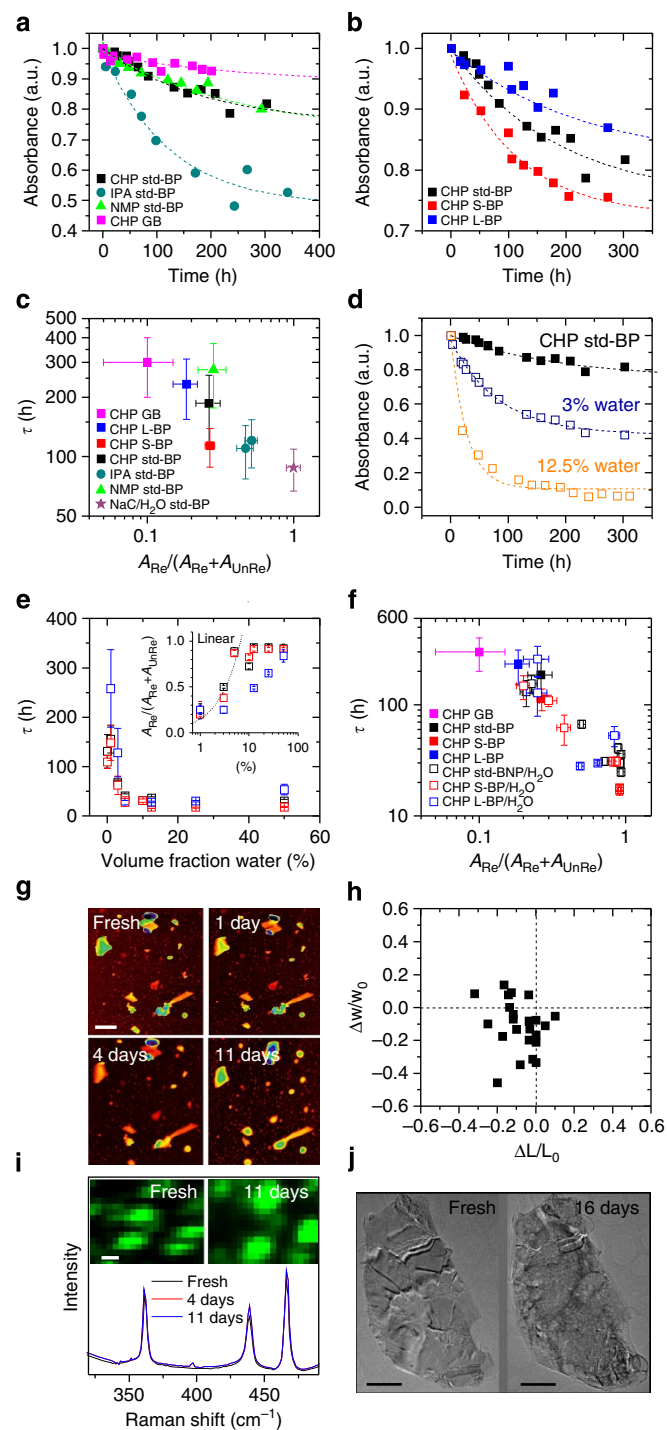 a
1.0
0.9
0.8
0.7
0.6
0.5
0.4
Absorbance (a.u.)
CHP std-BP
IPA std-BP
NMP std-BP
CHP GB
0 100 200 300 400
Time (h)
b
1.0
0.9
0.8
0.7
Absorbance (a.u.)
CHP std-BP
CHP S-BP
CHP L-BP
0 100 200 300
Time (h)
c
500
400
300
200
100
50
τ (h)
CHP GB
CHP L-BP
CHP S-BP
CHP std-BP
IPA std-BP
NMP std-BP
NaC/H2O std-BP
0.1 1
ARe/(ARe+AUnRe)
d
1.0
0.8
0.6
0.4
0.2
0.0
Absorbance (a.u.)
CHP std-BP
3% water
12.5% water
0 100 200 300
Time (h)
e
400
350
300
250
200
150
100
50
0
τ (h)
1.0
0.5
0.0
ARe/(ARe+AUnRe)
Linear
1 10 100
(%)
0 20 40 60
Volume fraction water (%)
f
600
100
10
τ (h)
CHP GB
CHP std-BP
CHP S-BP
CHP L-BP
CHP std-BNP/H2O
CHP S-BP/H2O
CHP L-BP/H2O
0.1 1
ARe/(ARe+AUnRe)
g
Fresh
1 day
4 days
11 days
h
0.6
0.4
0.2
0.0
−0.2
−0.4
−0.6
Δw/w0
−0.6 −0.4 −0.2 0.0 0.2 0.4 0.6
ΔL/L0
i
Fresh
11 days
Intensity
Fresh
4 days
11 days
350 400 450
Raman shift (cm−1)
j
Fresh
16 days